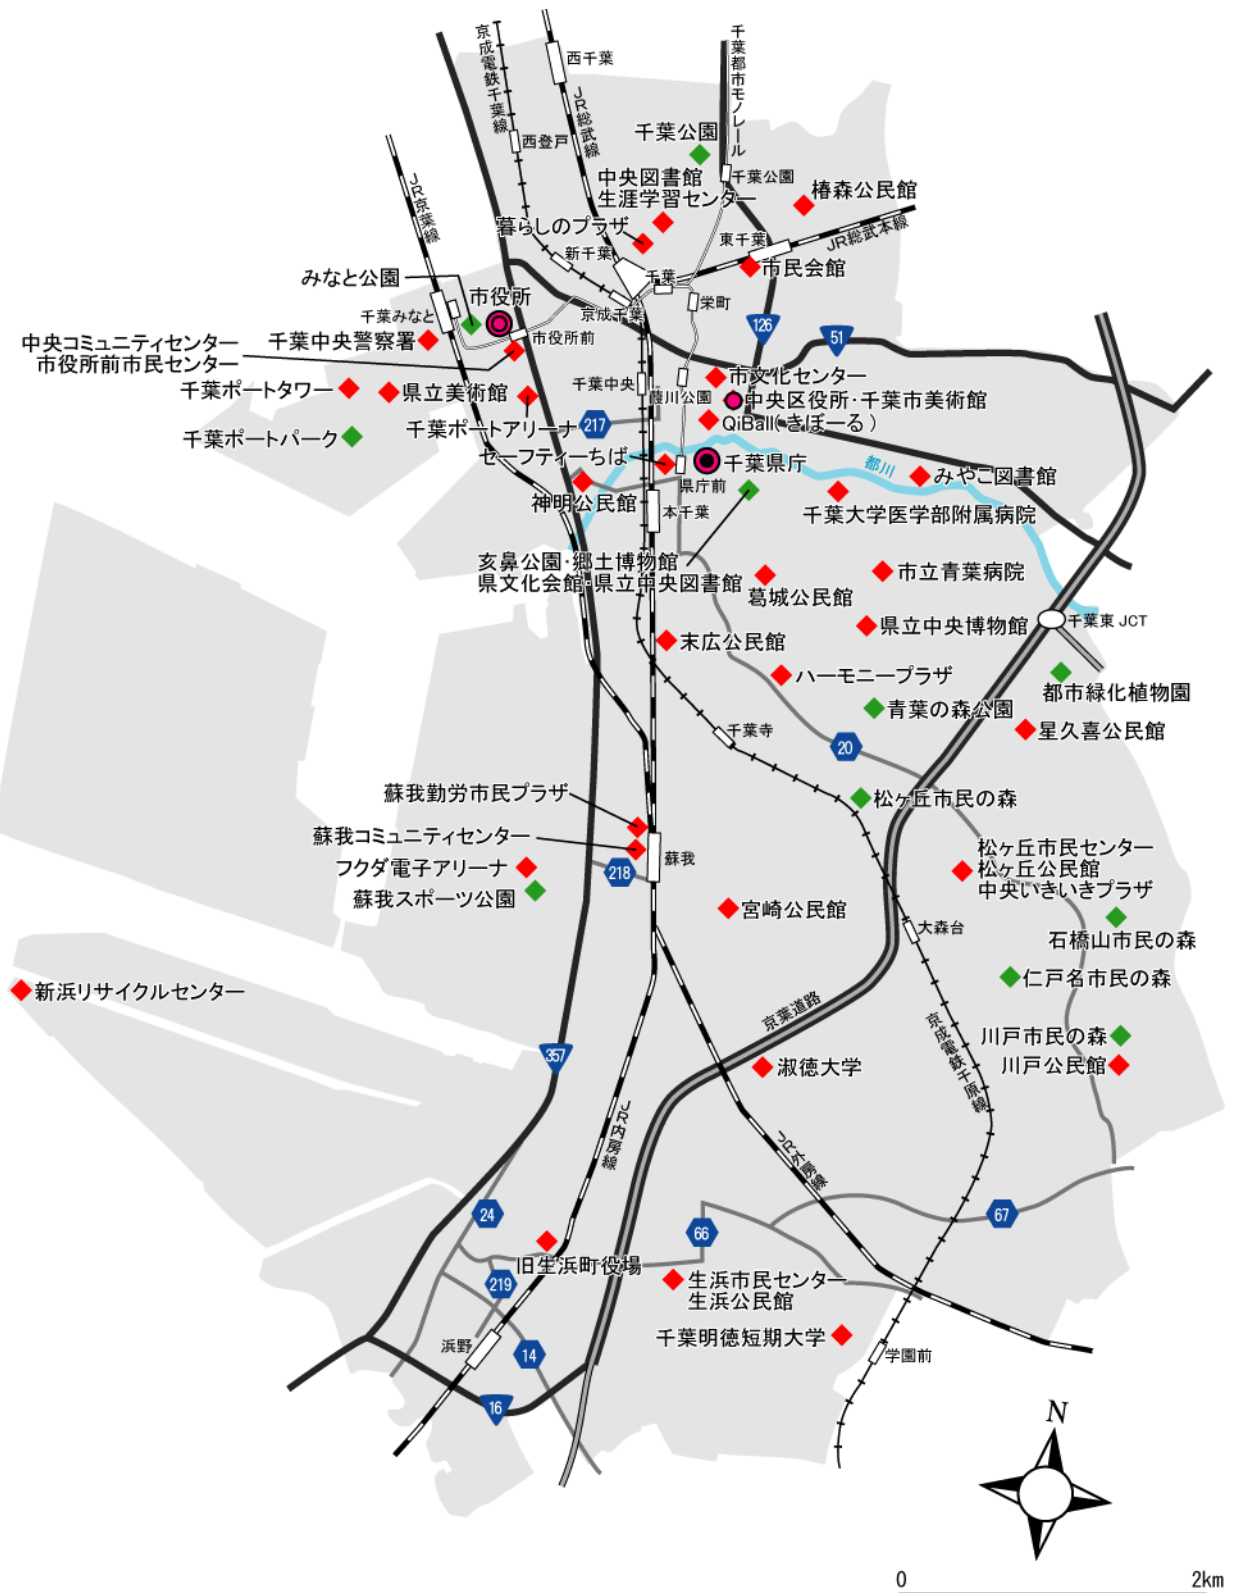 京成電鉄千葉線
西千葉
JR総武線
千葉都市モノレール
西登戸
千葉公園
千葉公園
中央図書館
生涯学習センター
椿森公民館
JR京葉線
暮らしのプラザ
東千葉
JR総武本線
新千葉
千葉
市民会館
みなと公園
市役所
京成千葉
栄町
千葉みなと
126
51
中央コミュニティセンター
市役所前市民センター
千葉中央警察署
市役所前
千葉ポートタワー
県立美術館
千葉中央
葭川公園
市文化センター
中央区役所・千葉市美術館
千葉ポートアリーナ
217
QiBall(きぼーる)
千葉ポートパーク
セーフティーちば
千葉県庁
都川
みやこ図書館
県庁前
神明公民館
本千葉
千葉大学医学部附属病院
亥鼻公園・郷土博物館
県文化会館・県立中央図書館
葛城公民館
市立青葉病院
県立中央博物館
千葉東 JCT
末広公民館
ハーモニープラザ
都市緑化植物園
青葉の森公園
星久喜公民館
千葉寺
20
蘇我勤労市民プラザ
松ヶ丘市民の森
蘇我コミュニティセンター
フクダ電子アリーナ
218
蘇我
松ヶ丘市民センター
松ヶ丘公民館
中央いきいきプラザ
蘇我スポーツ公園
宮崎公民館
大森台
石橋山市民の森
新浜リサイクルセンター
仁戸名市民の森
京葉道路
京成電鉄千原線
川戸市民の森
357
淑徳大学
川戸公民館
JR内房線
JR外房線
24
66
67
旧生浜町役場
219
生浜市民センター
生浜公民館
浜野
14
千葉明徳短期大学
学園前
16
N
0
2km